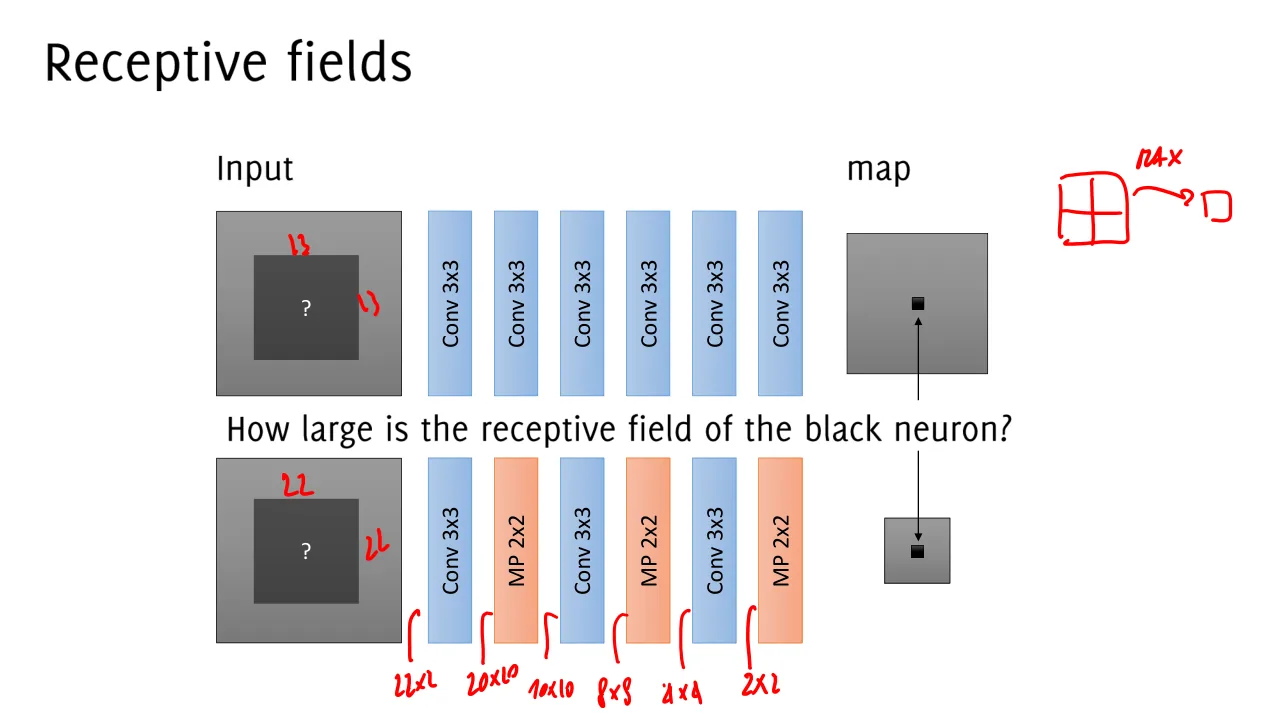 Receptive fields
Input
map
MAX
13
?
13
Conv 3x3
Conv 3x3
Conv 3x3
Conv 3x3
Conv 3x3
Conv 3x3
How large is the receptive field of the black neuron?
22
?
22
Conv 3x3
MP 2x2
Conv 3x3
MP 2x2
Conv 3x3
MP 2x2
22x2
20x20
10x10
8x8
4x4
2x2